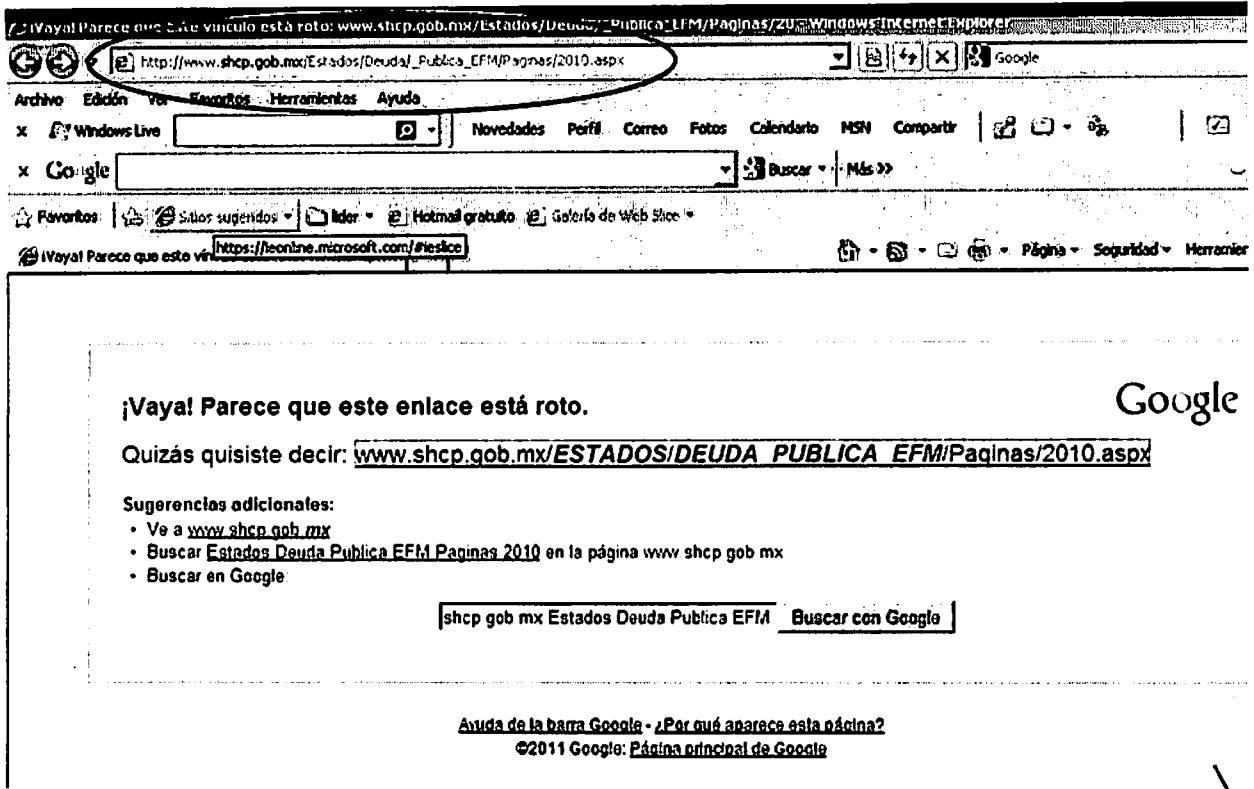 ¡Vaya! Parece que este vínculo está roto: www.shcp.gob.mx/Estados/Deuda/_Publica_EFM/Paginas/20 - Windows Internet Explorer
http://www.shcp.gob.mx/Estados/Deuda/_Publica_EFM/Paginas/2010.aspx Google
Archivo Edición Ver Favoritos Herramientas Ayuda
x Windows Live Novedades Perfil Correo Fotos Calendario MSN Compartir
x Google Buscar Más >>
Favoritos Sitios sugeridos lider Hotmail gratuito Galería de Web Slice
¡Vaya! Parece que este vín https://ieonline.microsoft.com/#ieslice Página Seguridad Herramien
Google
¡Vaya! Parece que este enlace está roto.
Quizás quisiste decir: www.shcp.gob.mx/ESTADOS/DEUDA_PUBLICA_EFM/Paginas/2010.aspx
Sugerencias adicionales:
• Ve a www shcp gob mx
• Buscar Estados Deuda Publica EFM Paginas 2010 en la página www shcp gob mx
• Buscar en Google:
shcp gob mx Estados Deuda Publica EFM Buscar con Google
Ayuda de la barra Google - ¿Por qué aparece esta página?
©2011 Google: Página principal de Google